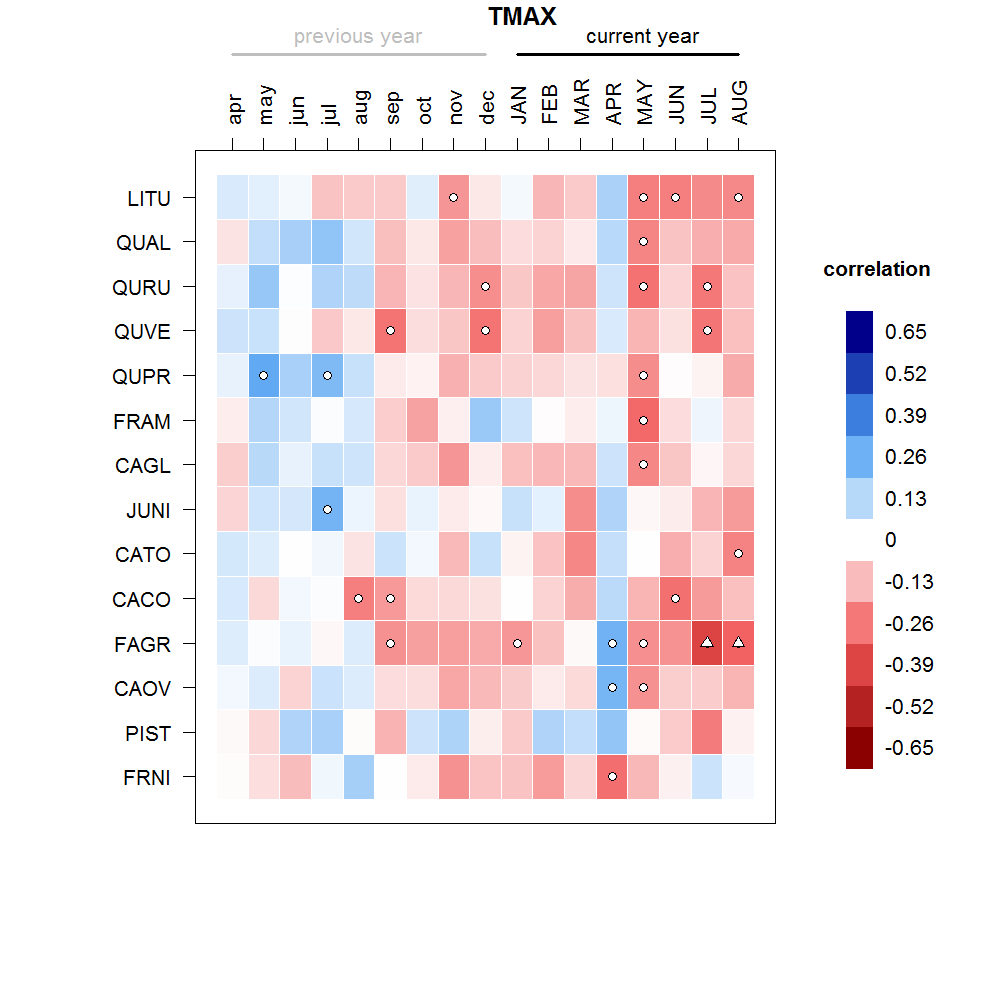 TMAX
previous year current year
apr may jun jul aug sep oct nov dec JAN FEB MAR APR MAY JUN JUL AUG
LITU
QUAL
QURU
QUVE
QUPR
FRAM
CAGL
JUNI
CATO
CACO
FAGR
CAOV
PIST
FRNI
correlation
0.65
0.52
0.39
0.26
0.13
0
-0.13
-0.26
-0.39
-0.52
-0.65